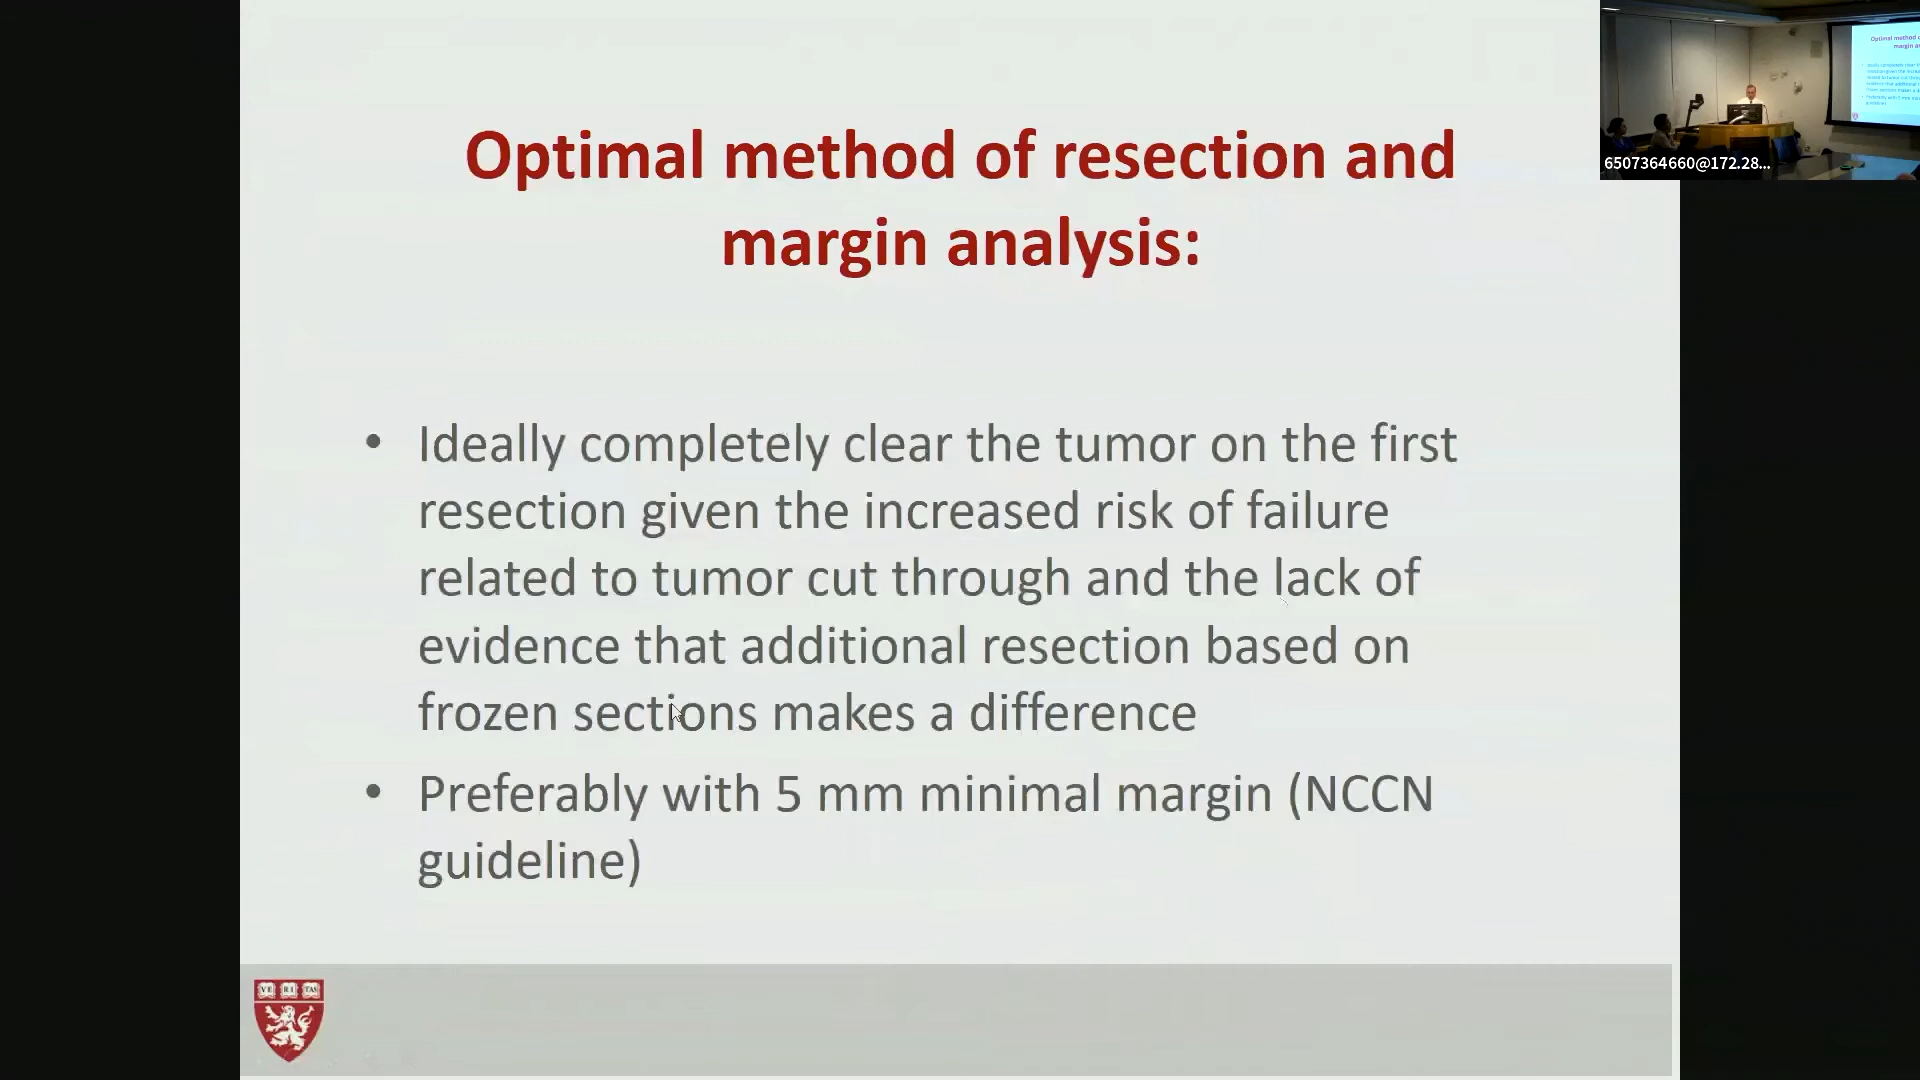 Optimal method of resection and
margin analysis:
• Ideally completely clear the tumor on the first
resection given the increased risk of failure
related to tumor cut through and the lack of
evidence that additional resection based on
frozen sections makes a difference
• Preferably with 5 mm minimal margin (NCCN
guideline)
6507364660@172.28...
VE RI TAS